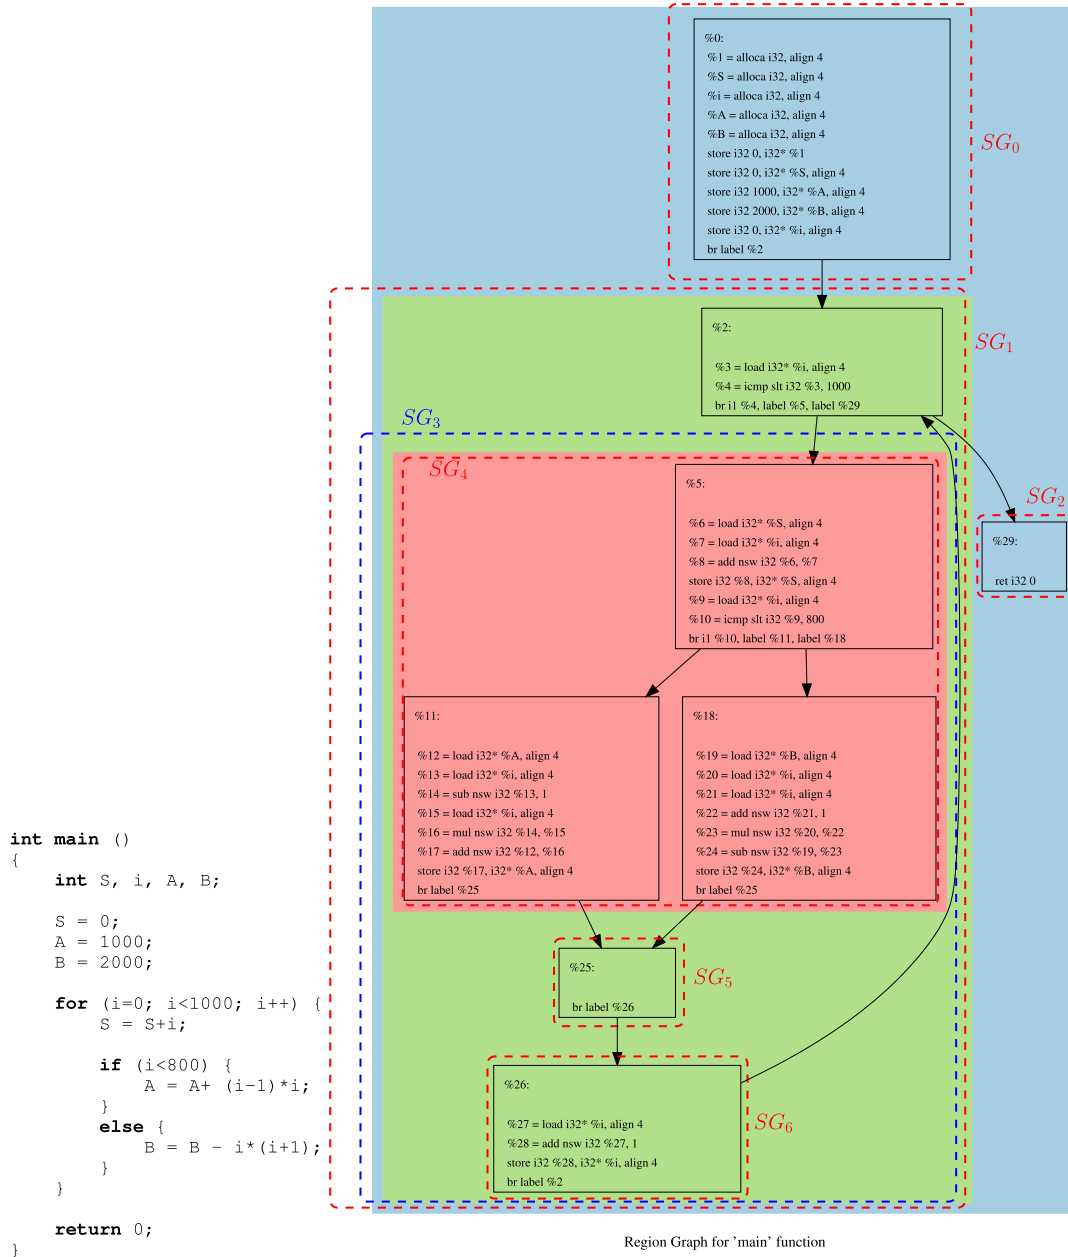 %0:
%1 = alloca i32, align 4
%S = alloca i32, align 4
%i = alloca i32, align 4
%A = alloca i32, align 4
%B = alloca i32, align 4
store i32 0, i32* %1
store i32 0, i32* %S, align 4
store i32 1000, i32* %A, align 4
store i32 2000, i32* %B, align 4
store i32 0, i32* %i, align 4
br label %2
SG0
%2:
%3 = load i32* %i, align 4
%4 = icmp slt i32 %3, 1000
br i1 %4, label %5, label %29
SG1
SG3
SG4
%5:
%6 = load i32* %S, align 4
%7 = load i32* %i, align 4
%8 = add nsw i32 %6, %7
store i32 %8, i32* %S, align 4
%9 = load i32* %i, align 4
%10 = icmp slt i32 %9, 800
br i1 %10, label %11, label %18
SG2
%29:
ret i32 0
%11:
%12 = load i32* %A, align 4
%13 = load i32* %i, align 4
%14 = sub nsw i32 %13, 1
%15 = load i32* %i, align 4
%16 = mul nsw i32 %14, %15
%17 = add nsw i32 %12, %16
store i32 %17, i32* %A, align 4
br label %25
%18:
%19 = load i32* %B, align 4
%20 = load i32* %i, align 4
%21 = load i32* %i, align 4
%22 = add nsw i32 %21, 1
%23 = mul nsw i32 %20, %22
%24 = sub nsw i32 %19, %23
store i32 %24, i32* %B, align 4
br label %25
%25:
br label %26
SG5
%26:
%27 = load i32* %i, align 4
%28 = add nsw i32 %27, 1
store i32 %28, i32* %i, align 4
br label %2
SG6
int main ()
{
int S, i, A, B;
S = 0;
A = 1000;
B = 2000;
for (i=0; i<1000; i++) {
S = S+i;
if (i<800) {
A = A+ (i-1)*i;
}
else {
B = B - i*(i+1);
}
}
return 0;
}
Region Graph for 'main' function